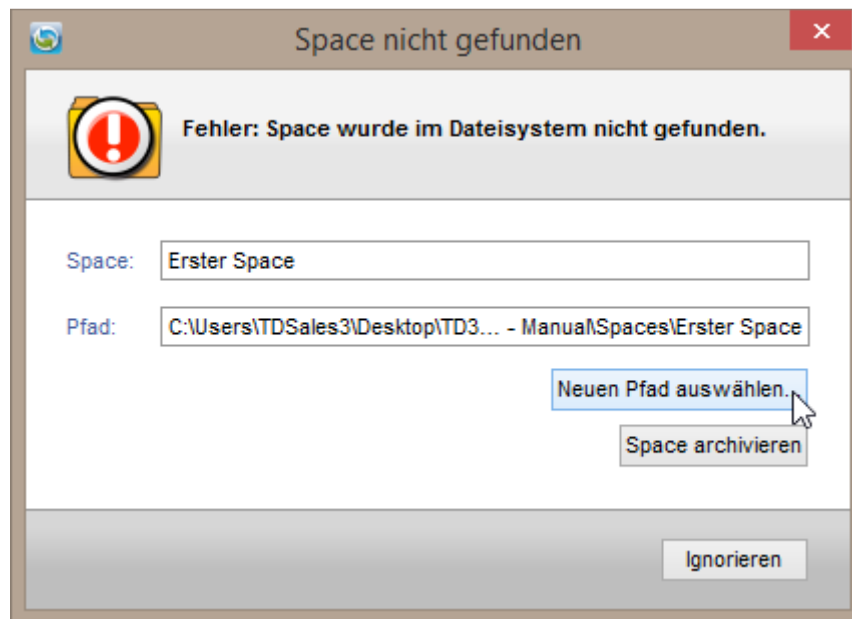 Space nicht gefunden
Fehler: Space wurde im Dateisystem nicht gefunden.
Space: Erster Space
Pfad: C:\Users\TDSales3\Desktop\TD3... - Manual\Spaces\Erster Space
Neuen Pfad auswählen...
Space archivieren
Ignorieren